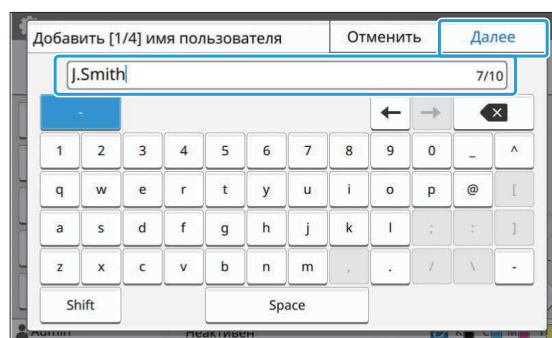 Добавить [1/4] имя пользователя Отменить Далее
J.Smith 7/10
-
← →
1 2 3 4 5 6 7 8 9 0 _ ^
q w e r t y u i o p @ [
a s d f g h j k l ; : ]
z x c v b n m , . / \ -
Shift Space
Admin Неактивен